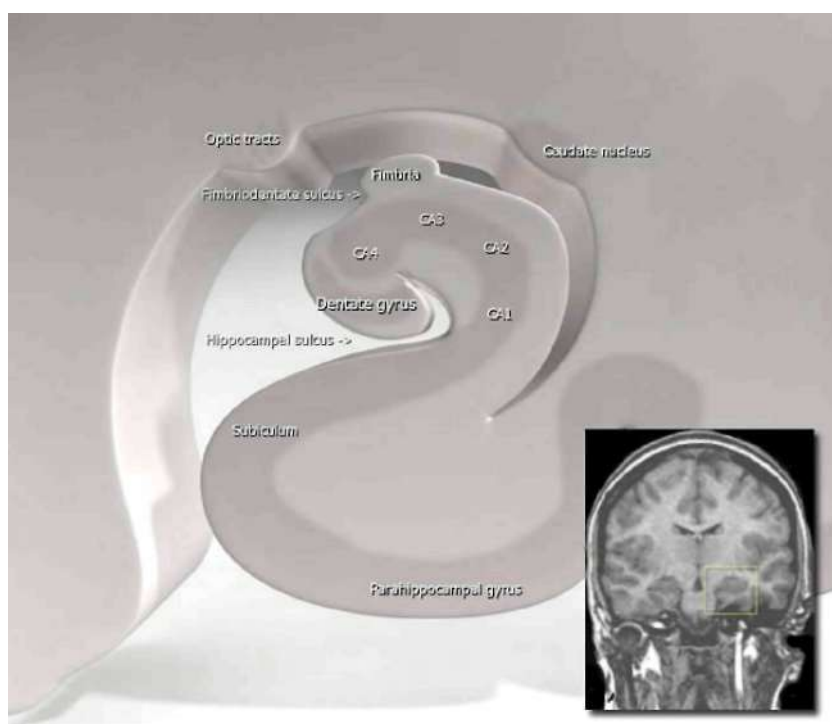 Optic tracts
Caudate nucleus
Fimbria
Fimbriodentate sulcus ->
CA3
CA2
CA4
Dentate gyrus
CA1
Hippocampal sulcus ->
Subiculum
Parahippocampal gyrus